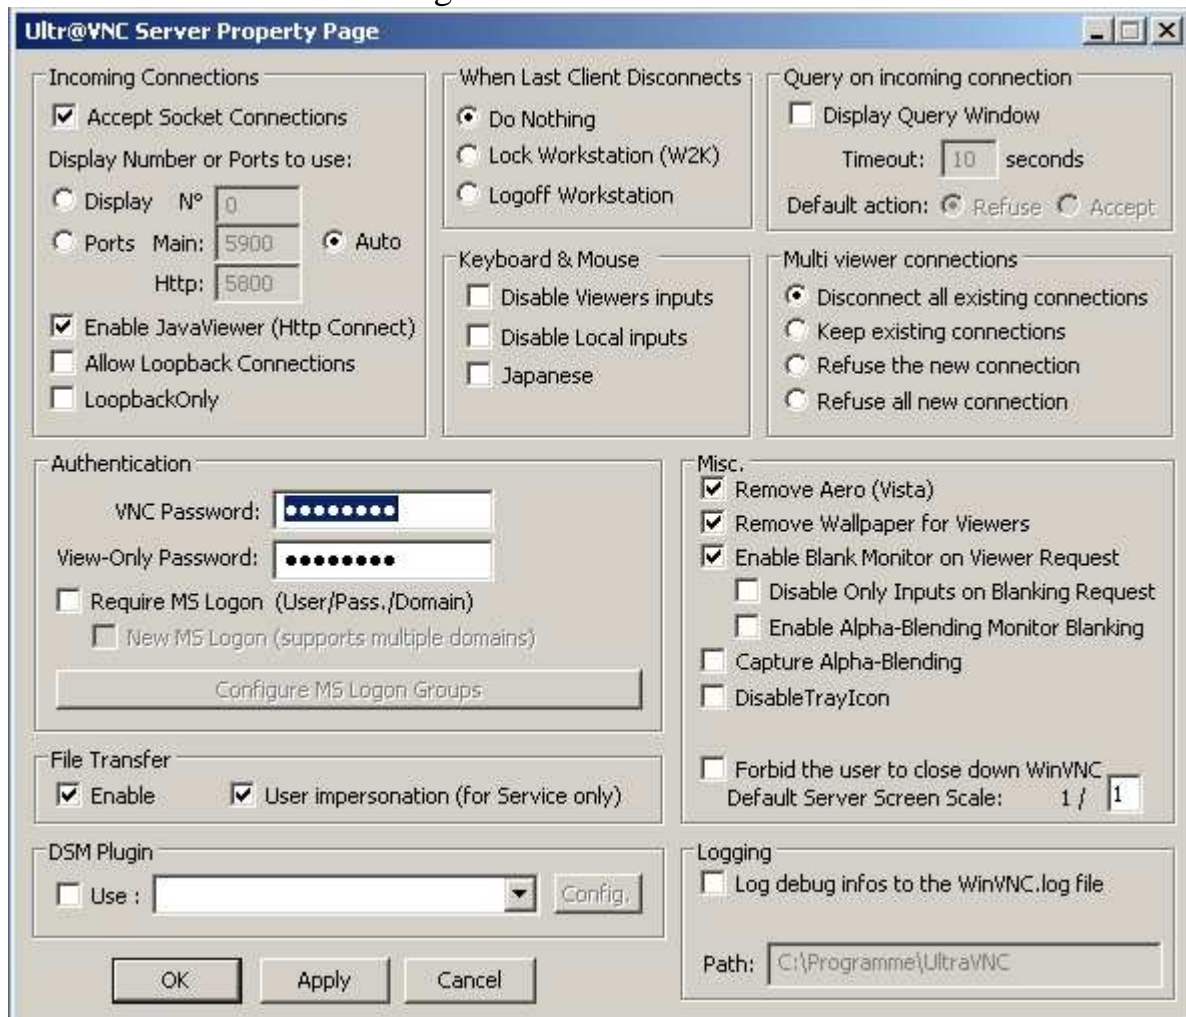 Ultr@VNC Server Property Page
Incoming Connections
Accept Socket Connections
Display Number or Ports to use:
Display N° 0
Ports Main: 5900 Auto
Http: 5800
Enable JavaViewer (Http Connect)
Allow Loopback Connections
LoopbackOnly
When Last Client Disconnects
Do Nothing
Lock Workstation (W2K)
Logoff Workstation
Query on incoming connection
Display Query Window
Timeout: 10 seconds
Default action: Refuse Accept
Keyboard & Mouse
Disable Viewers inputs
Disable Local inputs
Japanese
Multi viewer connections
Disconnect all existing connections
Keep existing connections
Refuse the new connection
Refuse all new connection
Authentication
VNC Password: ●●●●●●●●
View-Only Password: ●●●●●●●●
Require MS Logon (User/Pass./Domain)
New MS Logon (supports multiple domains)
Configure MS Logon Groups
Misc.
Remove Aero (Vista)
Remove Wallpaper for Viewers
Enable Blank Monitor on Viewer Request
Disable Only Inputs on Blanking Request
Enable Alpha-Blending Monitor Blanking
Capture Alpha-Blending
DisableTrayIcon
Forbid the user to close down WinVNC
Default Server Screen Scale: 1 / 1
File Transfer
Enable User impersonation (for Service only)
DSM Plugin
Use : Config.
Logging
Log debug infos to the WinVNC.log file
Path: C:\Programme\UltraVNC
OK Apply Cancel